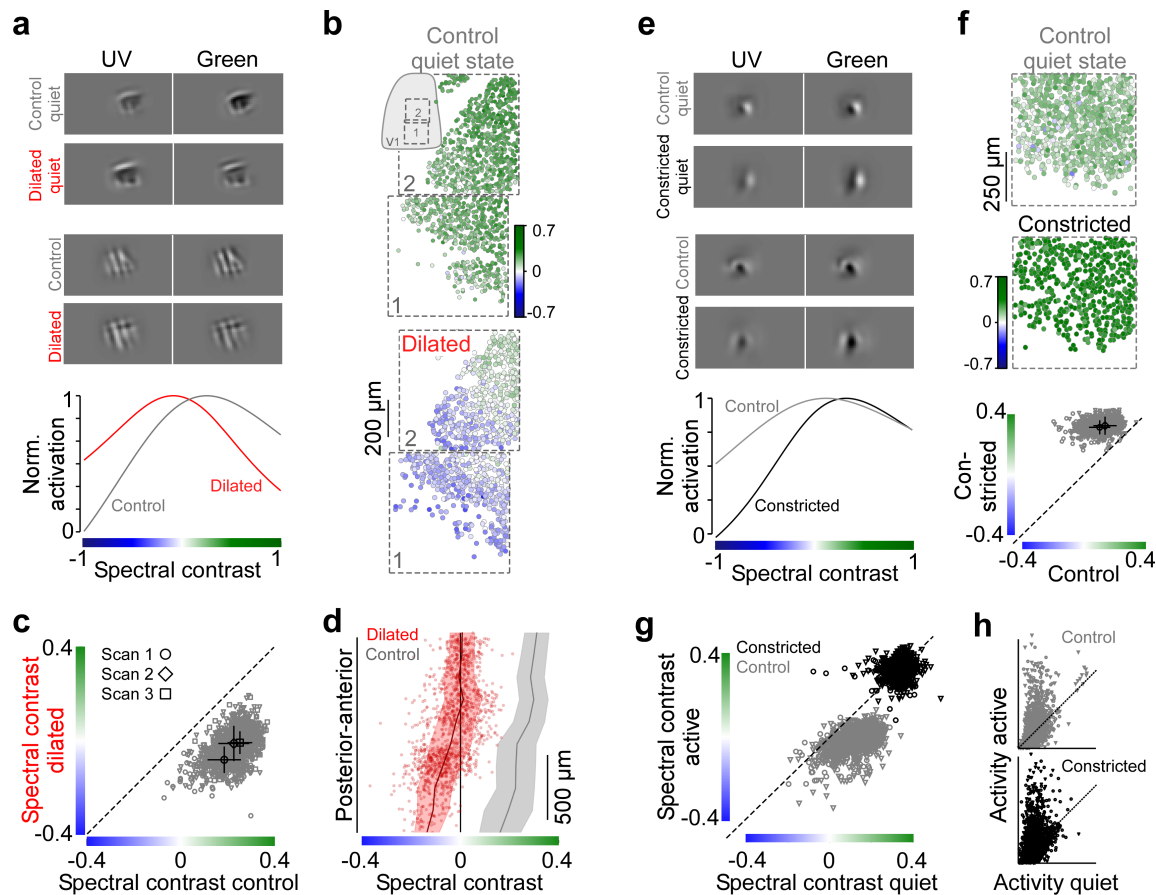 a
UV
Green
Control
quiet
Dilated
quiet
Control
Dilated
1
Norm.
activation
0
Control
Dilated
-1
1
Spectral contrast
b
Control
quiet state
2
1
V1
2
0.7
0
-0.7
1
Dilated
200 µm
2
1
c
0.4
Scan 1
Scan 2
Scan 3
Spectral contrast
dilated
-0.4
-0.4
0
0.4
Spectral contrast control
d
Dilated
Control
Posterior-anterior
500 µm
-0.4
0
0.4
Spectral contrast
e
UV
Green
Control
quiet
Constricted
quiet
Control
Constricted
1
Norm.
activation
0
Control
Constricted
-1
1
Spectral contrast
f
Control
quiet state
250 µm
Constricted
0.7
0
-0.7
0.4
Con-
stricted
-0.4
-0.4
0.4
Control
g
Constricted
Control
0.4
Spectral contrast
active
-0.4
-0.4
0
0.4
Spectral contrast quiet
h
Control
Activity active
Constricted
Activity quiet